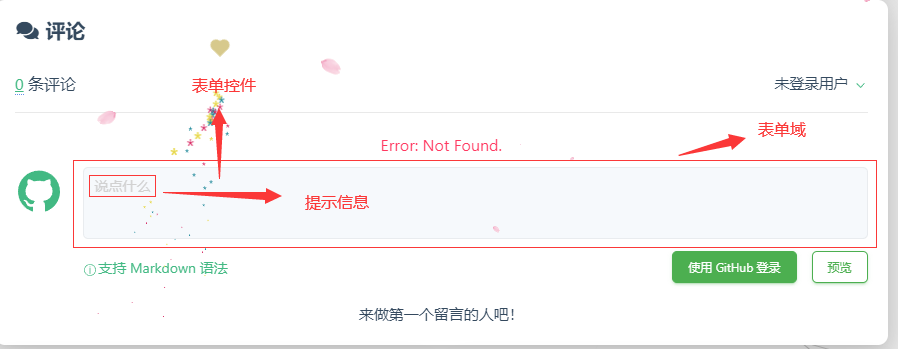 评论
0 条评论
表单控件
未登录用户
表单域
Error: Not Found.
说点什么
提示信息
支持 Markdown 语法
使用 GitHub 登录
预览
来做第一个留言的人吧！